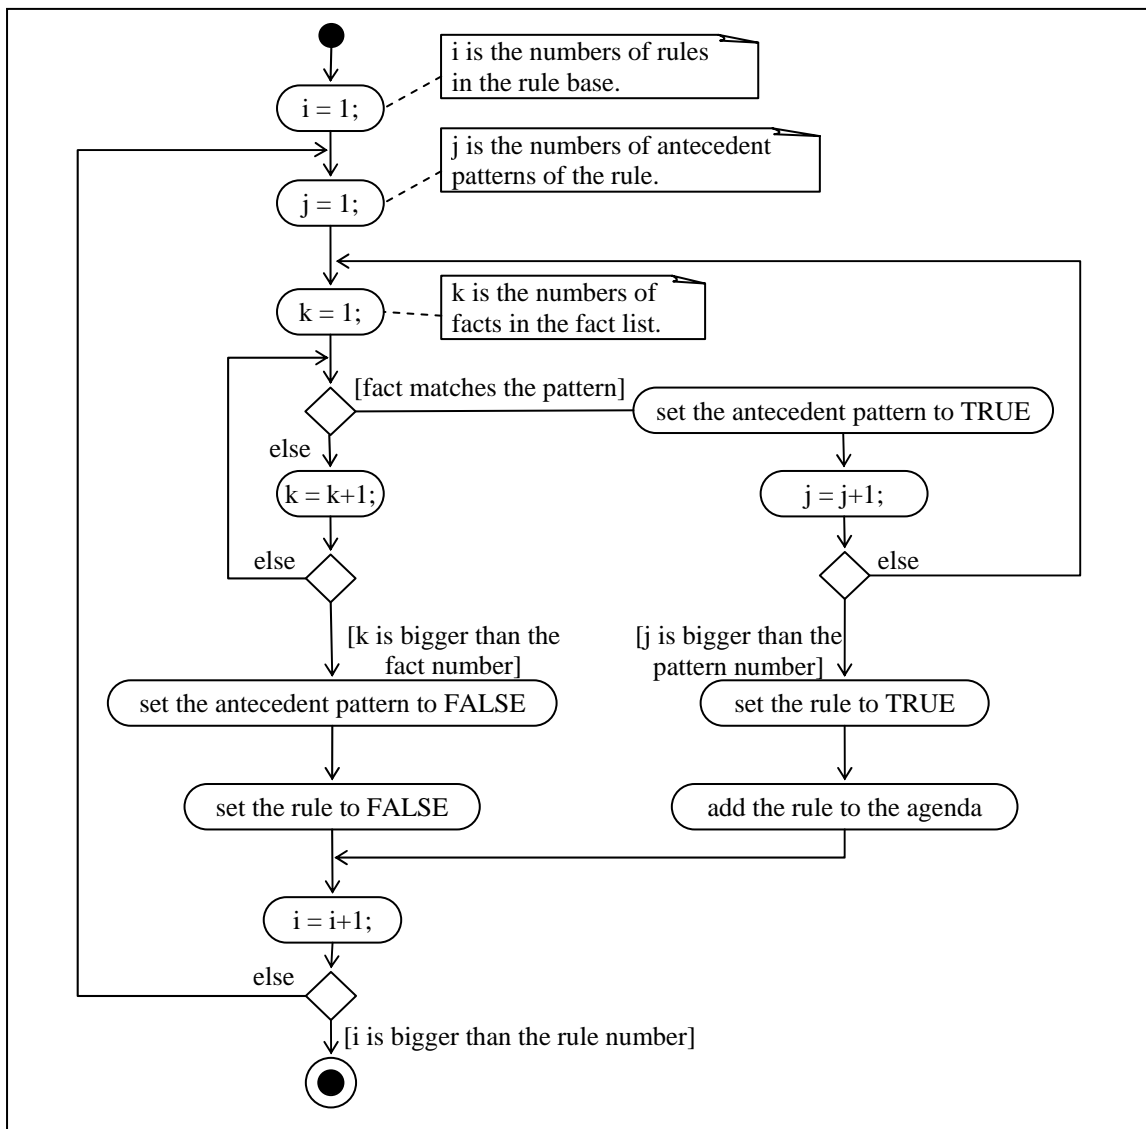 i is the numbers of rules
in the rule base.
i = 1;
j is the numbers of antecedent
patterns of the rule.
j = 1;
k is the numbers of
facts in the fact list.
k = 1;
[fact matches the pattern]
set the antecedent pattern to TRUE
else
k = k+1;
j = j+1;
else
else
[k is bigger than the
fact number]
[j is bigger than the
pattern number]
set the antecedent pattern to FALSE
set the rule to TRUE
set the rule to FALSE
add the rule to the agenda
i = i+1;
else
[i is bigger than the rule number]